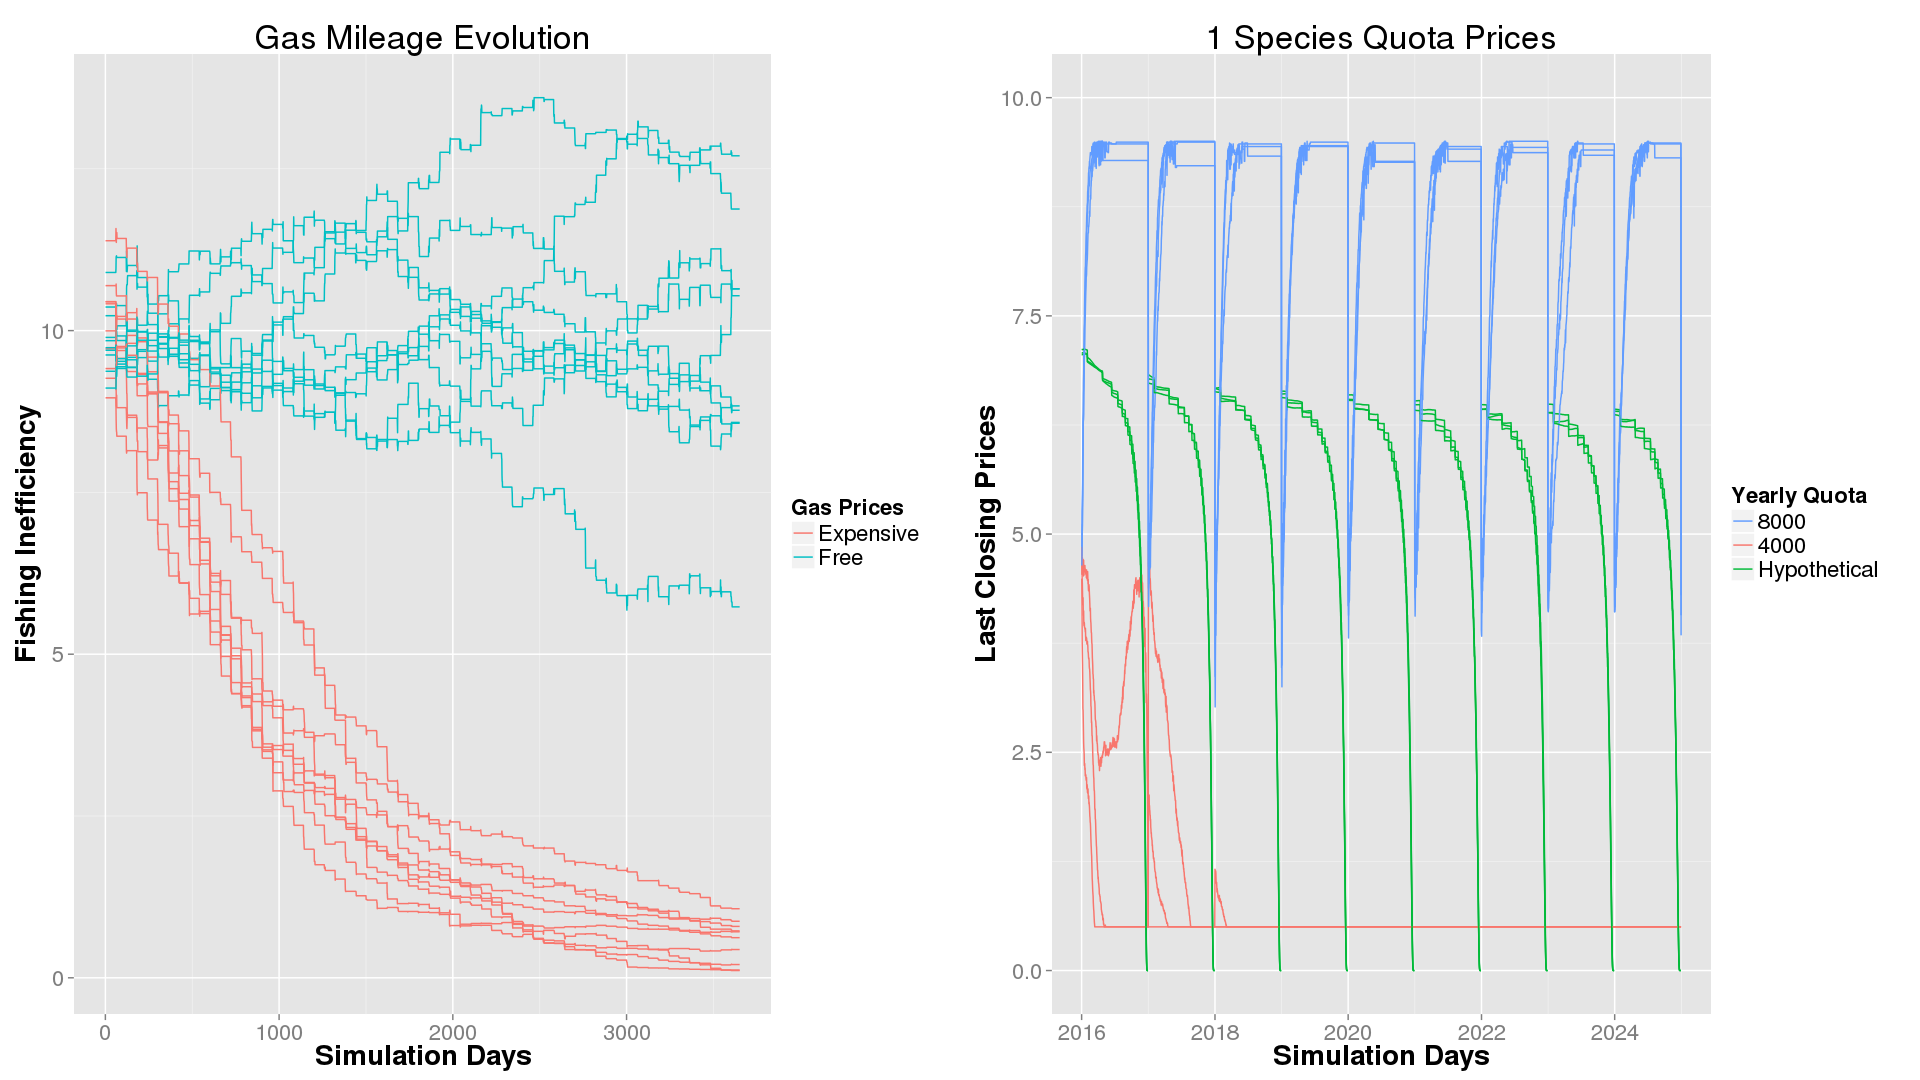 Gas Mileage Evolution
Fishing Inefficiency
10
5
0
0
1000
2000
3000
Simulation Days
Gas Prices
Expensive
Free
1 Species Quota Prices
Last Closing Prices
10.0
7.5
5.0
2.5
0.0
2016
2018
2020
2022
2024
Simulation Days
Yearly Quota
8000
4000
Hypothetical